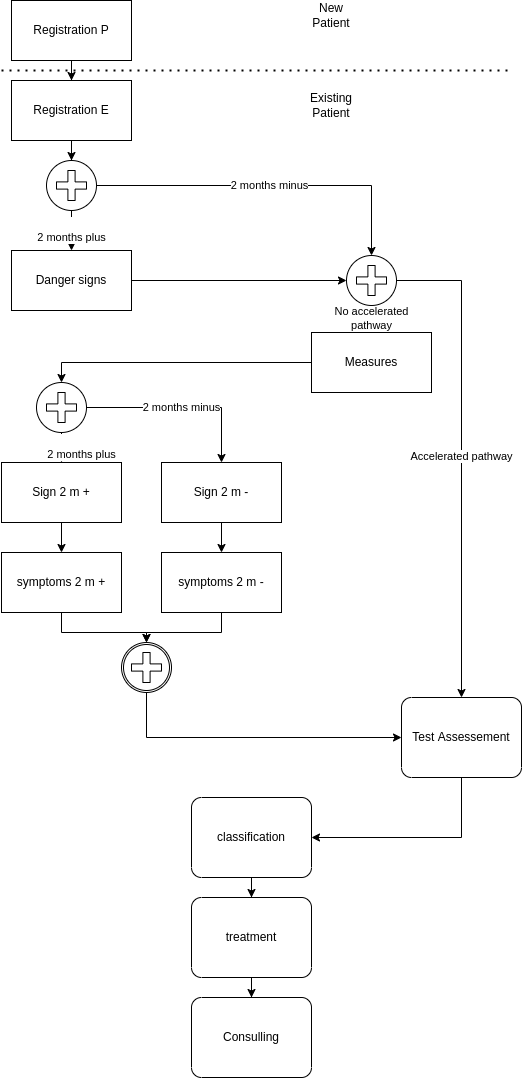 New
Patient
Registration P
Registration E
Existing
Patient
2 months minus
2 months plus
Danger signs
No accelerated
pathway
Measures
2 months minus
2 months plus
Accelerated pathway
Sign 2 m +
Sign 2 m -
symptoms 2 m +
symptoms 2 m -
Test Assessement
classification
treatment
Consulling